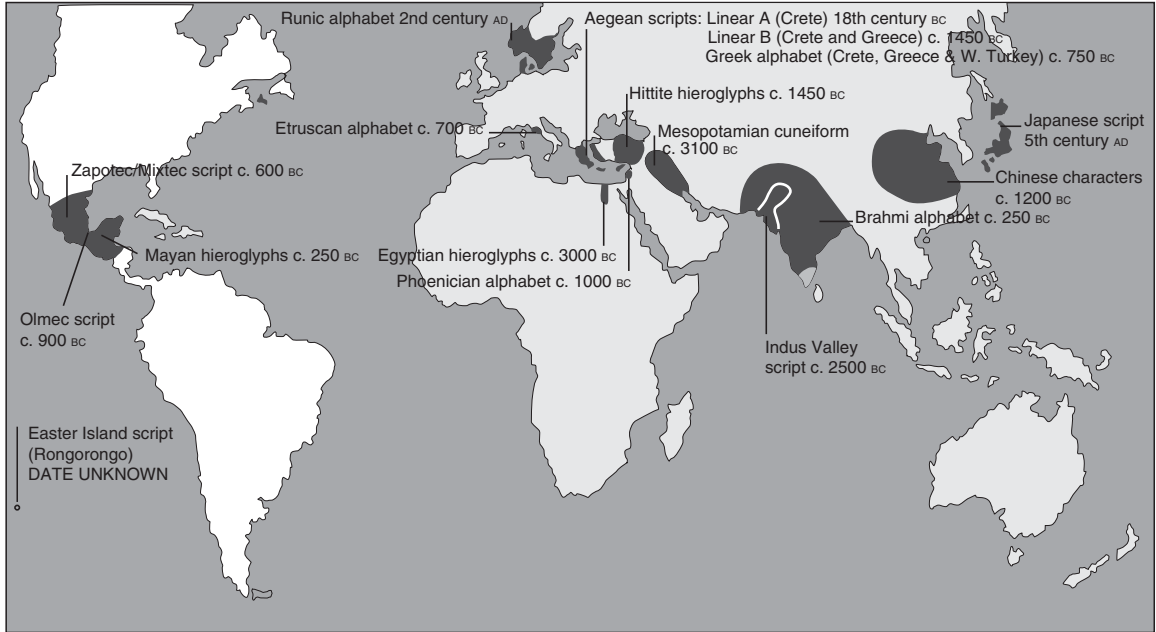 Runic alphabet 2nd century AD
Aegean scripts: Linear A (Crete) 18th century BC
Linear B (Crete and Greece) c. 1450 BC
Greek alphabet (Crete, Greece & W. Turkey) c. 750 BC
Hittite hieroglyphs c. 1450 BC
Etruscan alphabet c. 700 BC
Mesopotamian cuneiform
c. 3100 BC
Japanese script
5th century AD
Zapotec/Mixtec script c. 600 BC
Chinese characters
c. 1200 BC
Brahmi alphabet c. 250 BC
Mayan hieroglyphs c. 250 BC
Egyptian hieroglyphs c. 3000 BC
Phoenician alphabet c. 1000 BC
Olmec script
c. 900 BC
Indus Valley
script c. 2500 BC
Easter Island script
(Rongorongo)
DATE UNKNOWN